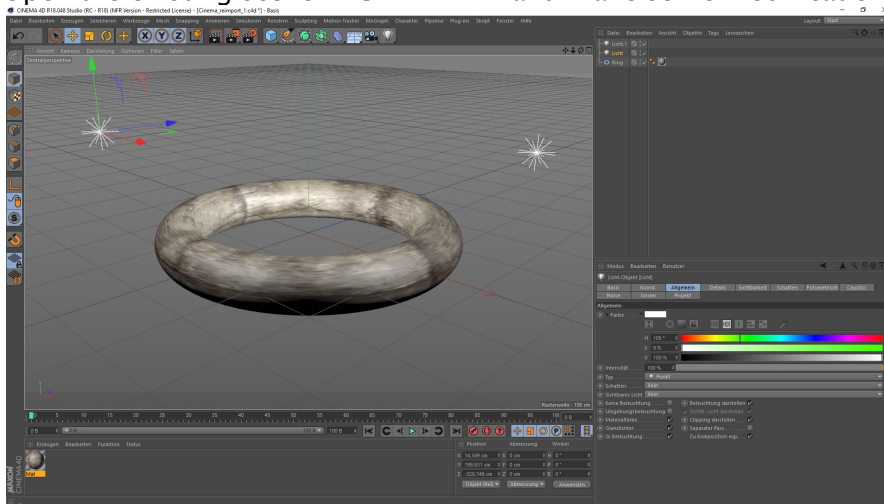 CINEMA 4D R18.048 Studio (RC - R18) (NFR Version - Restricted License) - [Cinema_reimport_1.c4d *] - Basis
Datei Bearbeiten Erzeugen Selektieren Werkzeuge Mesh Snapping Animieren Simulieren Rendern Sculpting Motion Tracker MoGraph Charakter Pipeline Plug-ins Skript Fenster Hilfe
Layout: Start
Ansicht Kameras Darstellung Optionen Filter Tafeln
Zentralperspektive
Datei Bearbeiten Ansicht Objekte Tags Lesezeichen
Licht.1
Licht
Ring
Rasterweite : 100 cm
0 5 10 15 20 25 30 35 40 45 50 55 60 65 70 75 80 85 90 95 100 0 B
0 B 0 B 100 B 100 B
Erzeugen Bearbeiten Funktion Textur
Mat
MAXON
CINEMA 4D
Position Abmessung Winkel
X 14.349 cm X 0 cm H 0 °
Y 199.831 cm Y 0 cm P 0 °
Z -328.748 cm Z 0 cm B 0 °
Objekt (Rel) Abmessung Anwenden
Modus Bearbeiten Benutzer
Licht-Objekt [Licht]
Basis Koord. Allgemein Details Sichtbarkeit Schatten Fotometrisch Caustics
Noise Linsen Projekt
Allgemein
Farbe
H 105 °
S 0 %
V 100 %
Intensität 100 %
Typ Punkt
Schatten Kein
Sichtbares Licht Kein
Keine Beleuchtung Beleuchtung darstellen
Umgebungsbeleuchtung Sichtb. Licht darstellen
Materialfarbe Clipping darstellen
Glanzlichter Separater Pass
GI Beleuchtung Zu Komposition exp.